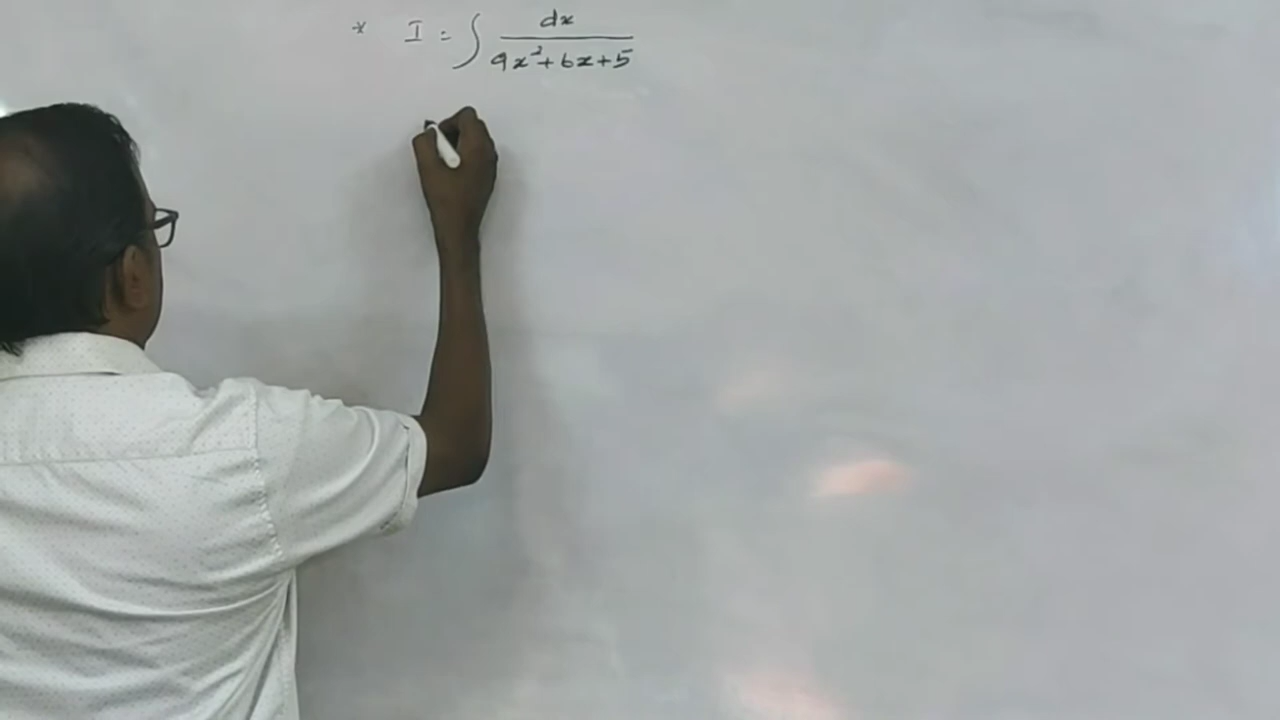 * I = ∫ dx / 9x²+6x+5